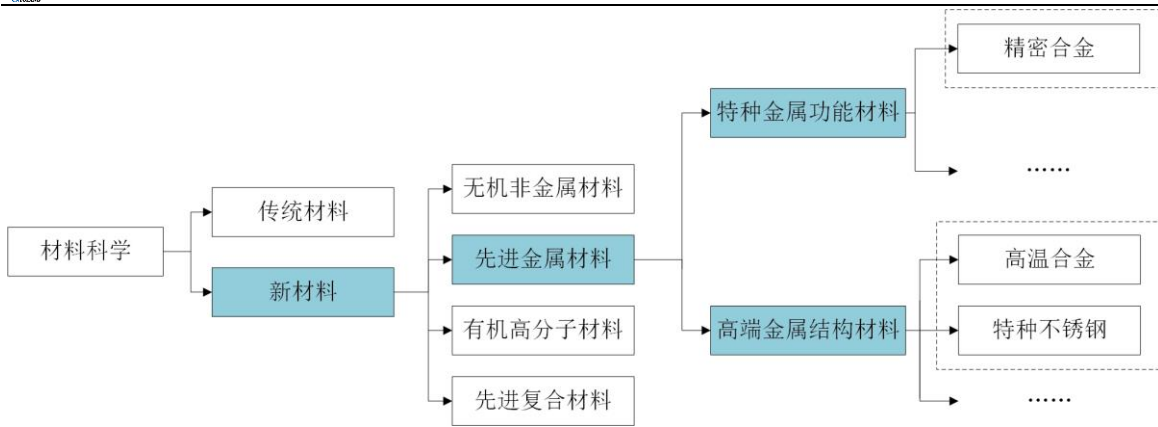 材料科学
传统材料
新材料
无机非金属材料
先进金属材料
有机高分子材料
先进复合材料
特种金属功能材料
高端金属结构材料
精密合金
……
高温合金
特种不锈钢
……